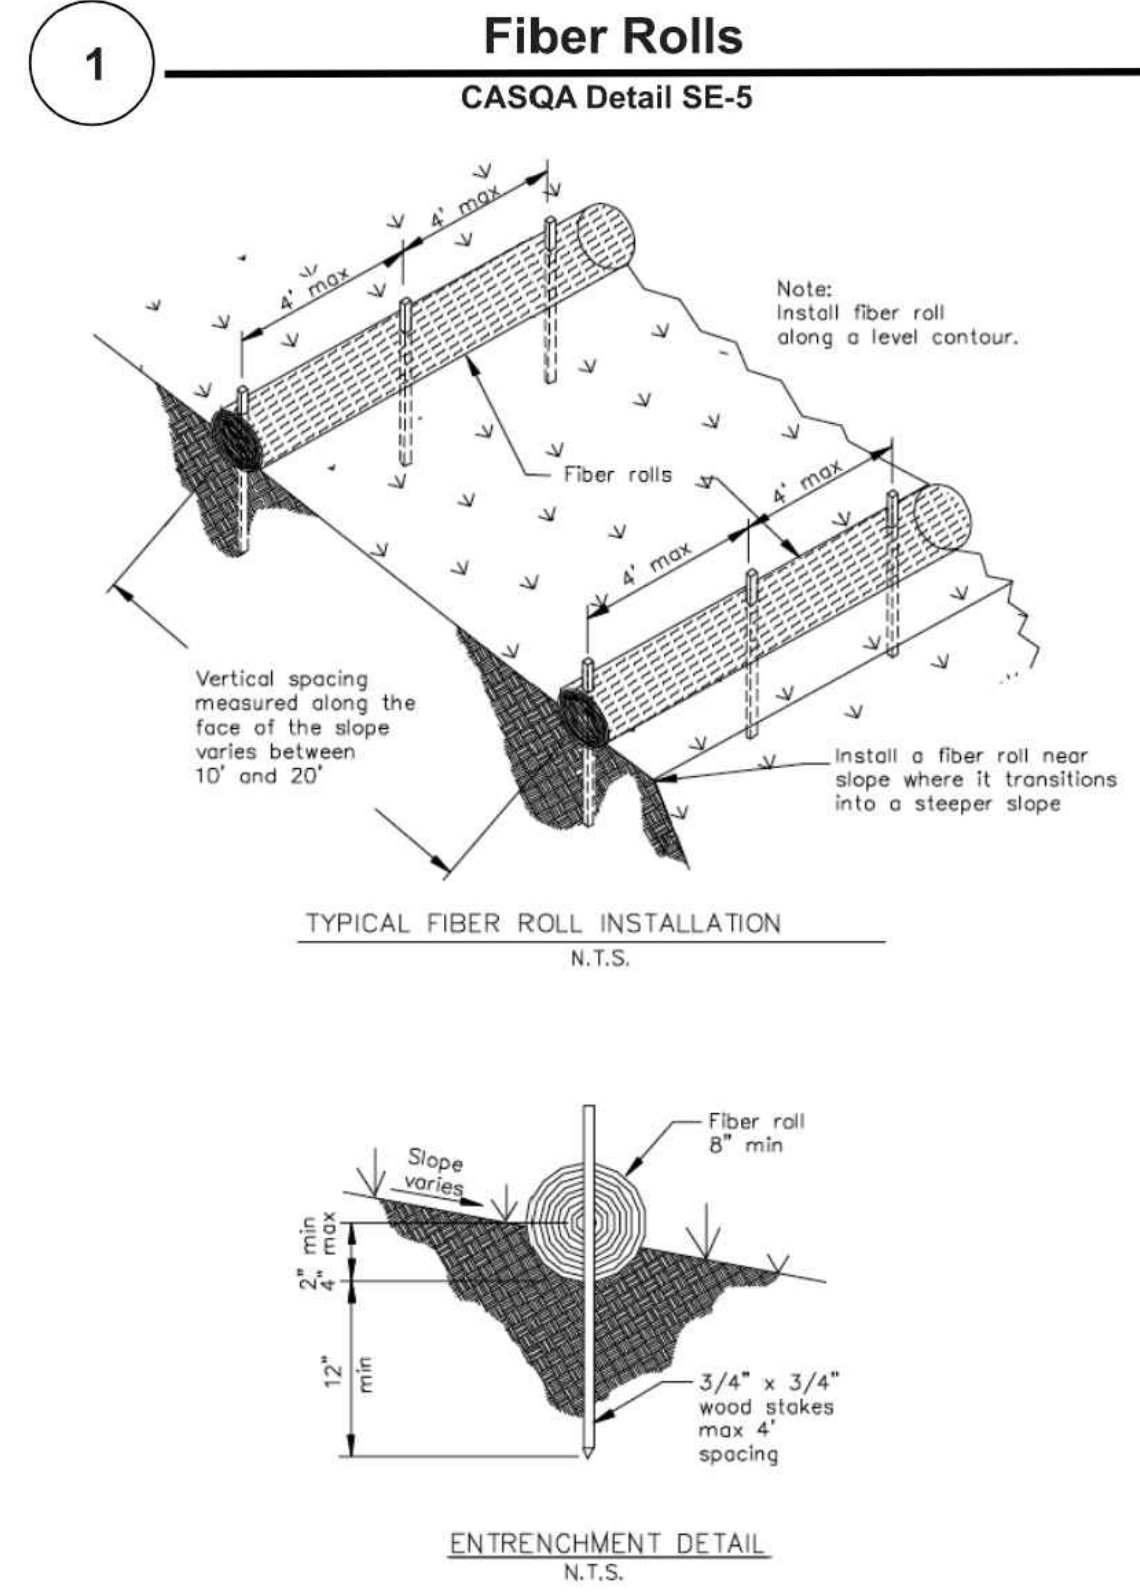 1
Fiber Rolls
CASQA Detail SE-5
4' max
4' max
Note:
Install fiber roll
along a level contour.
Fiber rolls
4' max
4' max
Vertical spacing
measured along the
face of the slope
varies between
10' and 20'
Install a fiber roll near
slope where it transitions
into a steeper slope
TYPICAL FIBER ROLL INSTALLATION
N.T.S.
Fiber roll
8" min
Slope
varies
2" min
4" max
12"
min
3/4" x 3/4"
wood stakes
max 4'
spacing
ENTRENCHMENT DETAIL
N.T.S.